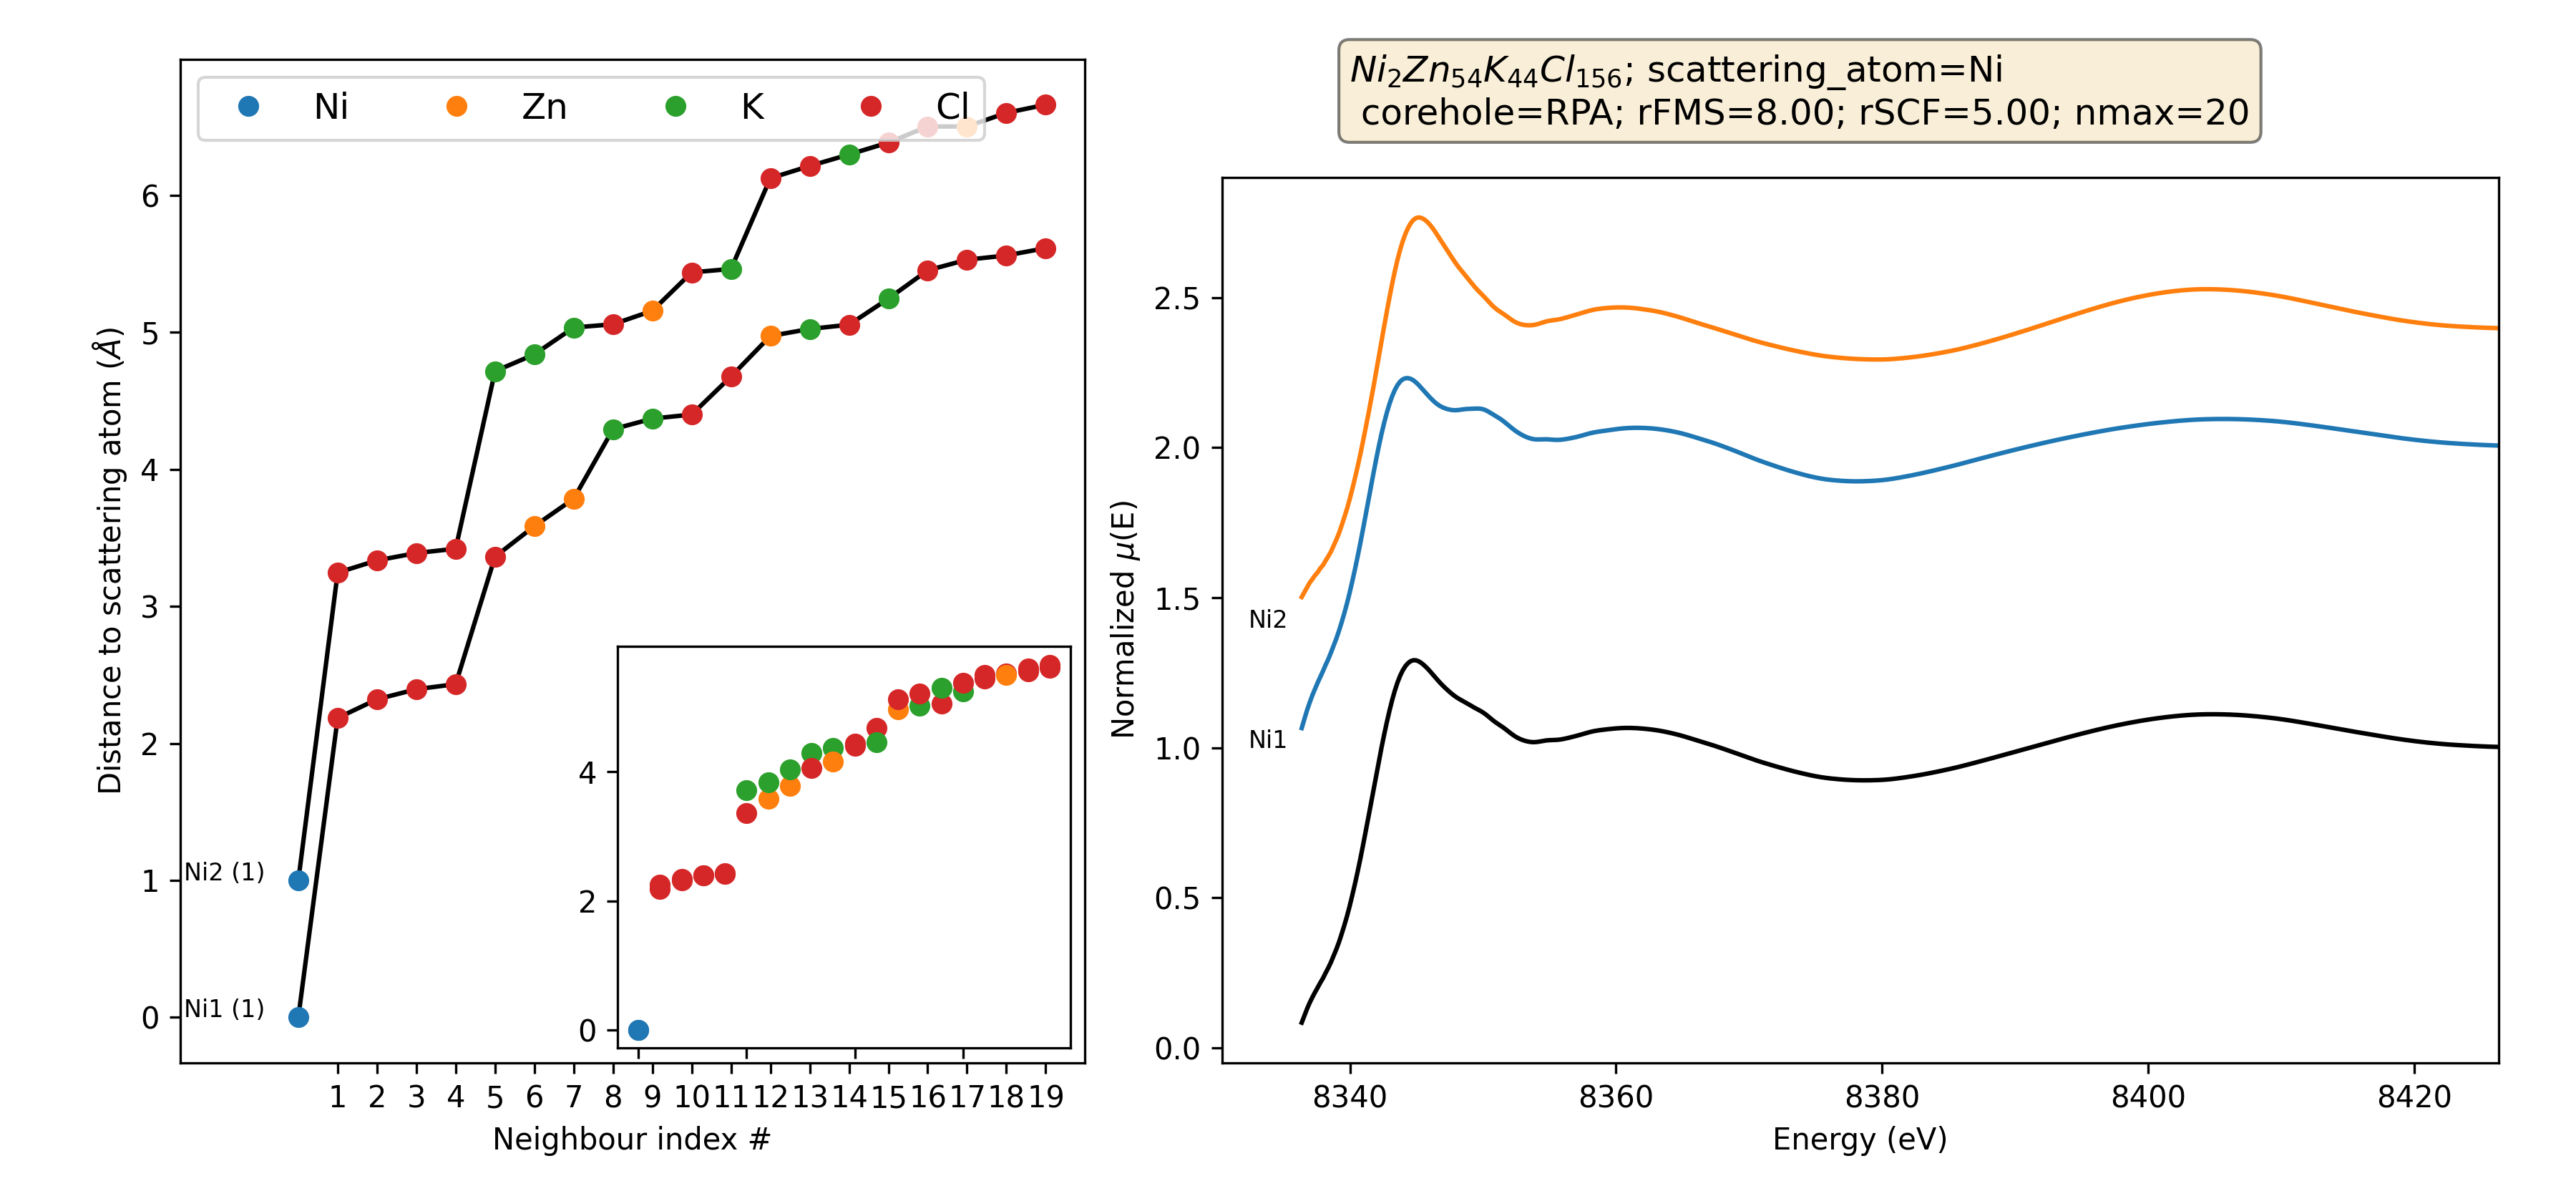 Ni Zn K Cl
Distance to scattering atom (Å)
6
5
4
3
2
1
0
Ni2 (1)
Ni1 (1)
4
2
0
1 2 3 4 5 6 7 8 9 10 11 12 13 14 15 16 17 18 19
Neighbour index #
Ni₂Zn₅₄K₄₄Cl₁₅₆; scattering_atom=Ni
corehole=RPA; rFMS=8.00; rSCF=5.00; nmax=20
Normalized μ(E)
2.5
2.0
1.5
1.0
0.5
0.0
Ni2
Ni1
8340 8360 8380 8400 8420
Energy (eV)